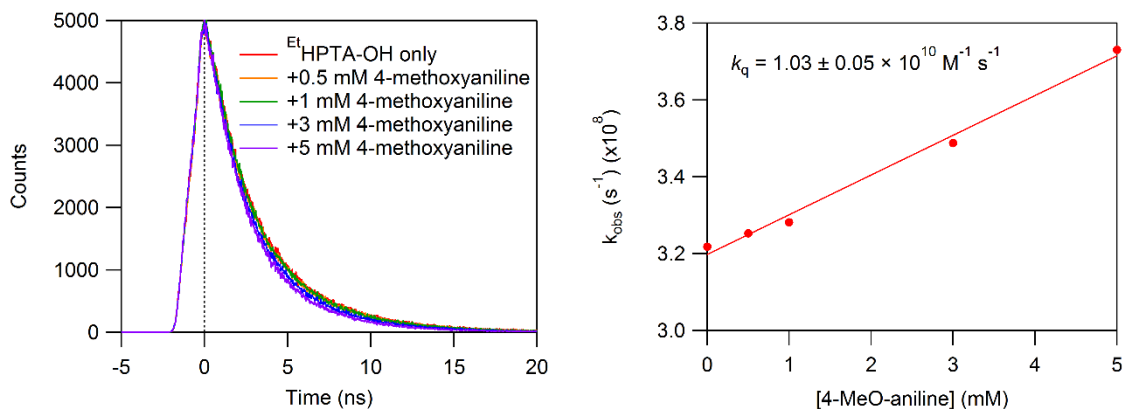 5000
4000
3000
2000
1000
0
Counts
-5 0 5 10 15 20
Time (ns)
ᴱᵗHPTA-OH only
+0.5 mM 4-methoxyaniline
+1 mM 4-methoxyaniline
+3 mM 4-methoxyaniline
+5 mM 4-methoxyaniline
3.8
3.6
3.4
3.2
3.0
k_obs (s⁻¹) (x10⁸)
0 1 2 3 4 5
[4-MeO-aniline] (mM)
k_q = 1.03 ± 0.05 × 10¹⁰ M⁻¹ s⁻¹